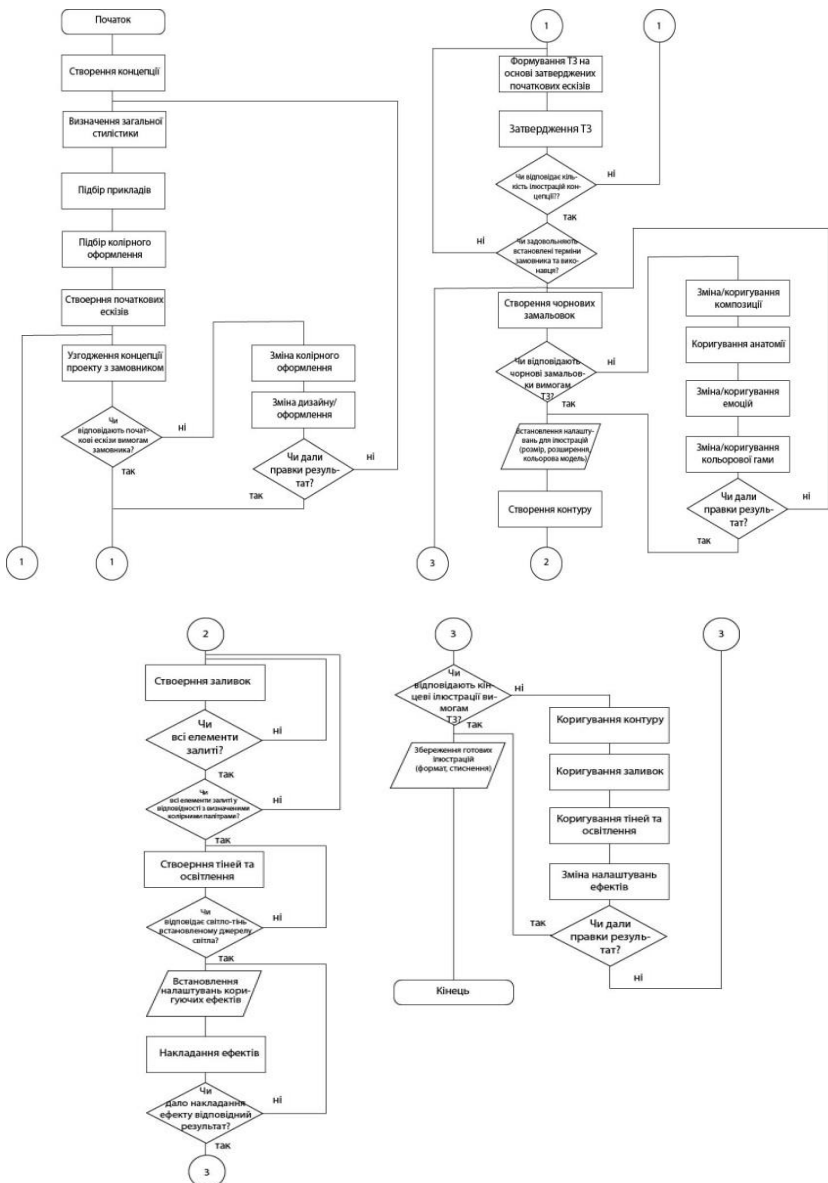 Початок
Створення концепції
Визначення загальної
стилістики
Підбір прикладів
Підбір колірного
оформлення
Ствоерння початкових
ескізів
Узгодження концепції
проекту з замовником
Чи
відповідають почат-
кові ескізи вимогам
замовника?
ні
так
Зміна колірного
оформлення
Зміна дизайну/
оформлення
Чи дали
правки резуль-
тат?
ні
так
1
1
1
1
Формування ТЗ на
основі затверджених
початкових ескізів
Затвердження ТЗ
Чи відповідає кіль-
кість ілюстрацій кон-
цепції??
ні
так
Чи задовольняють
встановлені терміни
замовника та вико-
навця?
ні
Створення чорнових
замальовок
Чи відповідають
чорнові замальов-
ки вимогам
ТЗ?
ні
так
Встановлення налашту-
вань для ілюстрацій
(розмір, розширення,
кольорова модель)
Створення контуру
3
2
Зміна/коригування
композиції
Коригування анатомії
Зміна/коригування
емоцій
Зміна/коригування
кольорової гами
Чи дали
правки резуль-
тат?
ні
так
2
Ствоерння заливок
Чи
всі елементи
залиті?
ні
так
Чи
всі елементи залиті у
відповідності з визначеними
колірними палітрами?
ні
так
Ствоерння тіней та
освітлення
Чи
відповідає світло-тінь
встановленому джерелу
світла?
ні
так
Встановлення
налаштувань кори-
гуючих ефектів
Накладання ефектів
Чи
дало накладання
ефекту відповідний
результат?
ні
так
3
3
Чи
відповідають кін-
цеві ілюстрації ви-
могам
ТЗ?
ні
так
Збереження готових
ілюстрацій
(формат, стиснення)
Кінець
3
Коригування контуру
Коригування заливок
Коригування тіней та
освітлення
Зміна налаштувань
ефектів
Чи дали
правки резуль-
тат?
так
ні